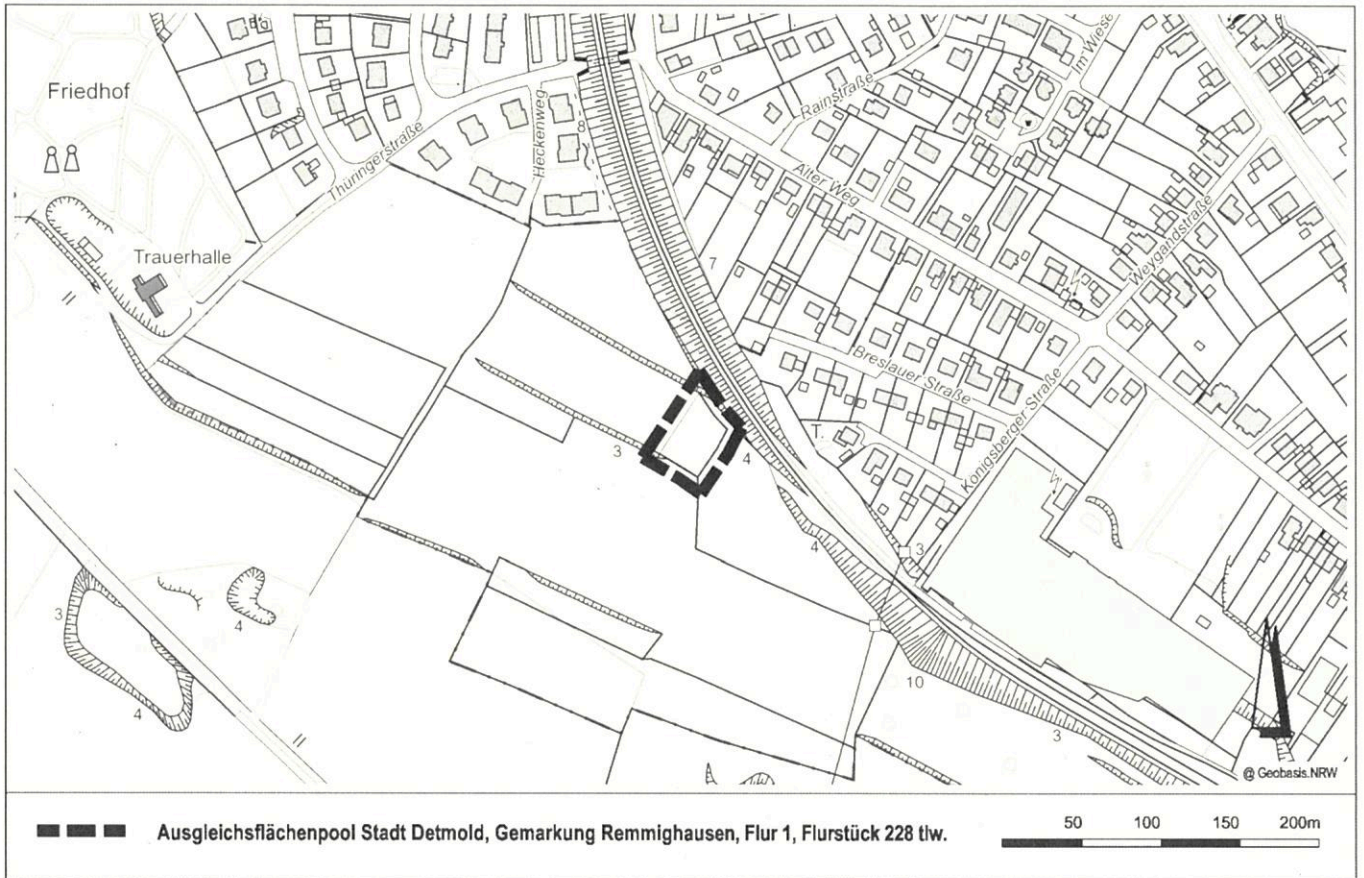 Friedhof
Trauerhalle
Thüringerstraße
Heckenweg
8
7
Rainstraße
Im Wiese
Alter Weg
Weygandstraße
Breslauer Straße
Königsberger Straße
T.
3
4
4
3
3
4
4
10
3
@ Geobasis.NRW
Ausgleichsflächenpool Stadt Detmold, Gemarkung Remmighausen, Flur 1, Flurstück 228 tlw.
50 100 150 200m